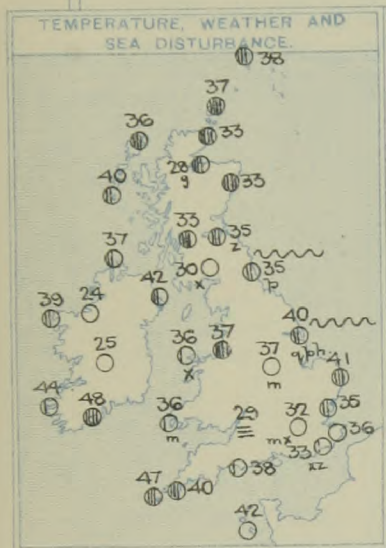 TEMPERATURE, WEATHER AND
SEA DISTURBANCE.
38
37
36 33
28
g
40 33
33 35
z
37 30
x
35
p
42
39 24
40
qph
25 36
x
37 37
m
41
44 48
36
m
29 32
mx
35
36
33
xz
38
47 40
42